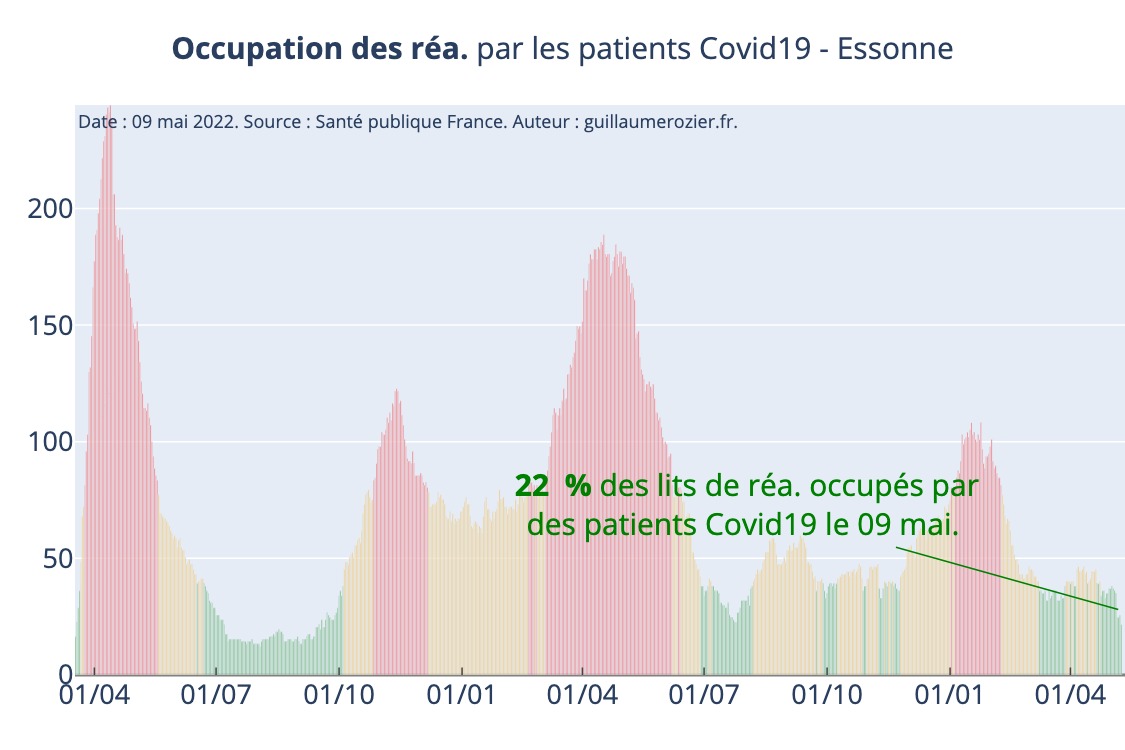 Occupation des réa. par les patients Covid19 - Essonne
Date : 09 mai 2022. Source : Santé publique France. Auteur : guillaumerozier.fr.
200
150
100
22 % des lits de réa. occupés par
des patients Covid19 le 09 mai.
50
0
01/04 01/07 01/10 01/01 01/04 01/07 01/10 01/01 01/04